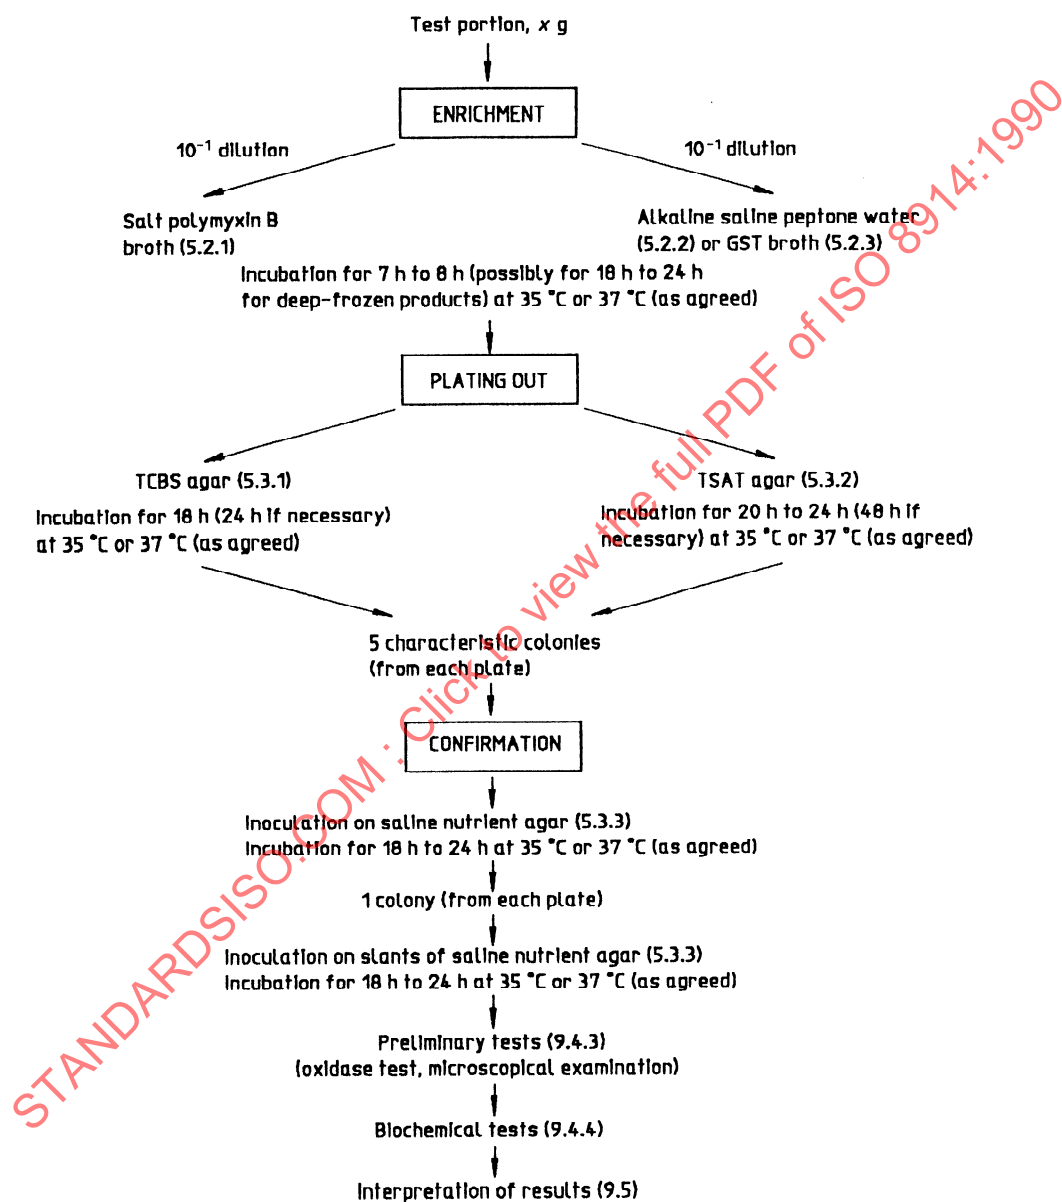 Test portion, x g
ENRICHMENT
10⁻¹ dilution
10⁻¹ dilution
Salt polymyxin B
broth (5.2.1)
Alkaline saline peptone water
(5.2.2) or GST broth (5.2.3)
Incubation for 7 h to 8 h (possibly for 18 h to 24 h
for deep-frozen products) at 35 °C or 37 °C (as agreed)
PLATING OUT
TCBS agar (5.3.1)
Incubation for 18 h (24 h if necessary)
at 35 °C or 37 °C (as agreed)
TSAT agar (5.3.2)
Incubation for 20 h to 24 h (48 h if
necessary) at 35 °C or 37 °C (as agreed)
5 characteristic colonies
(from each plate)
CONFIRMATION
Inoculation on saline nutrient agar (5.3.3)
Incubation for 18 h to 24 h at 35 °C or 37 °C (as agreed)
1 colony (from each plate)
Inoculation on slants of saline nutrient agar (5.3.3)
Incubation for 18 h to 24 h at 35 °C or 37 °C (as agreed)
Preliminary tests (9.4.3)
(oxidase test, microscopical examination)
Biochemical tests (9.4.4)
Interpretation of results (9.5)
STANDARDSISO.COM : Click to view the full PDF of ISO 8914:1990